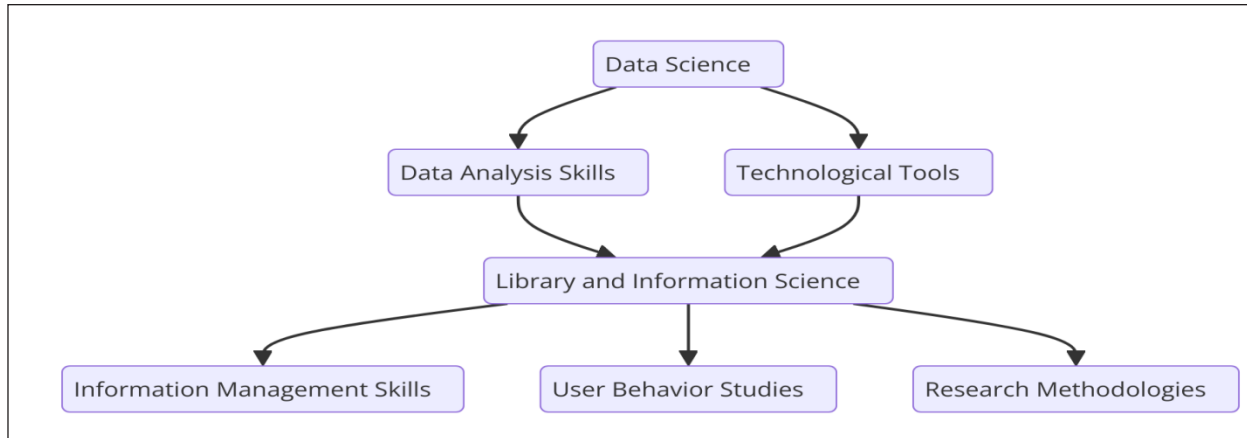 Data Science
Data Analysis Skills
Technological Tools
Library and Information Science
Information Management Skills
User Behavior Studies
Research Methodologies